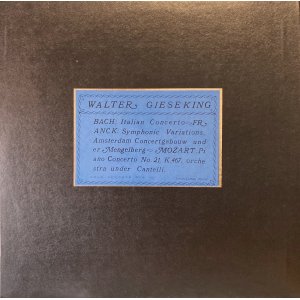 WALTER GIESEKING
BACH, Italian Concerto FR
ANCK Symphonic Variations,
Amsterdam Concertgebouw und
er Mengelberg MOZART, Pi
ano Concerto No. 21, K.467, orche
stra under Cantelli.